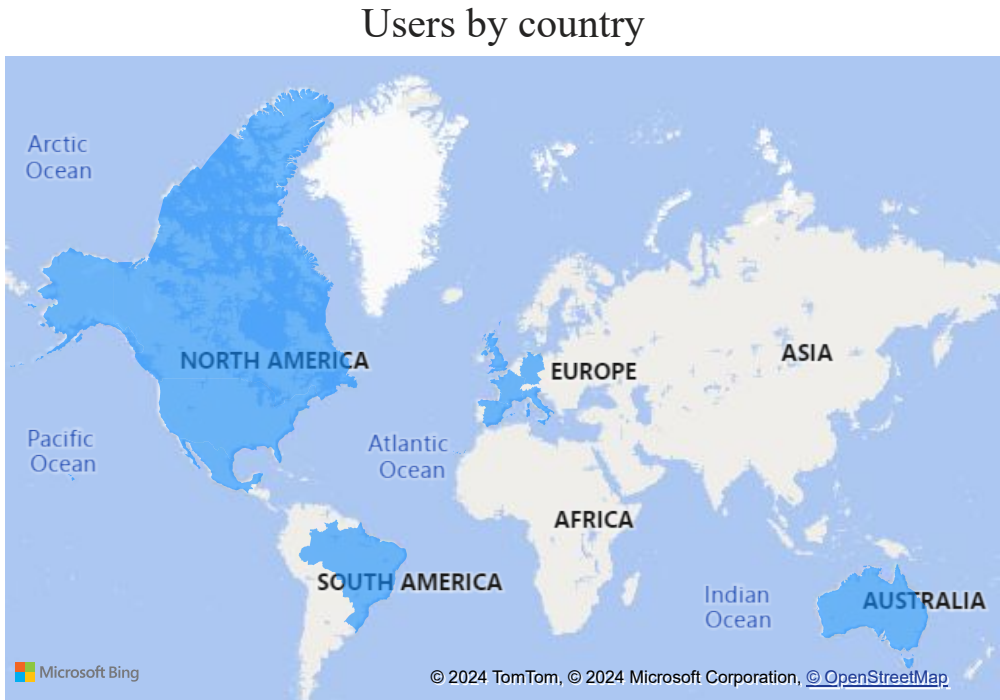 Users by country
Arctic
Ocean
NORTH AMERICA
EUROPE
ASIA
Pacific
Ocean
Atlantic
Ocean
AFRICA
SOUTH AMERICA
Indian
Ocean
AUSTRALIA
Microsoft Bing
© 2024 TomTom, © 2024 Microsoft Corporation, © OpenStreetMap